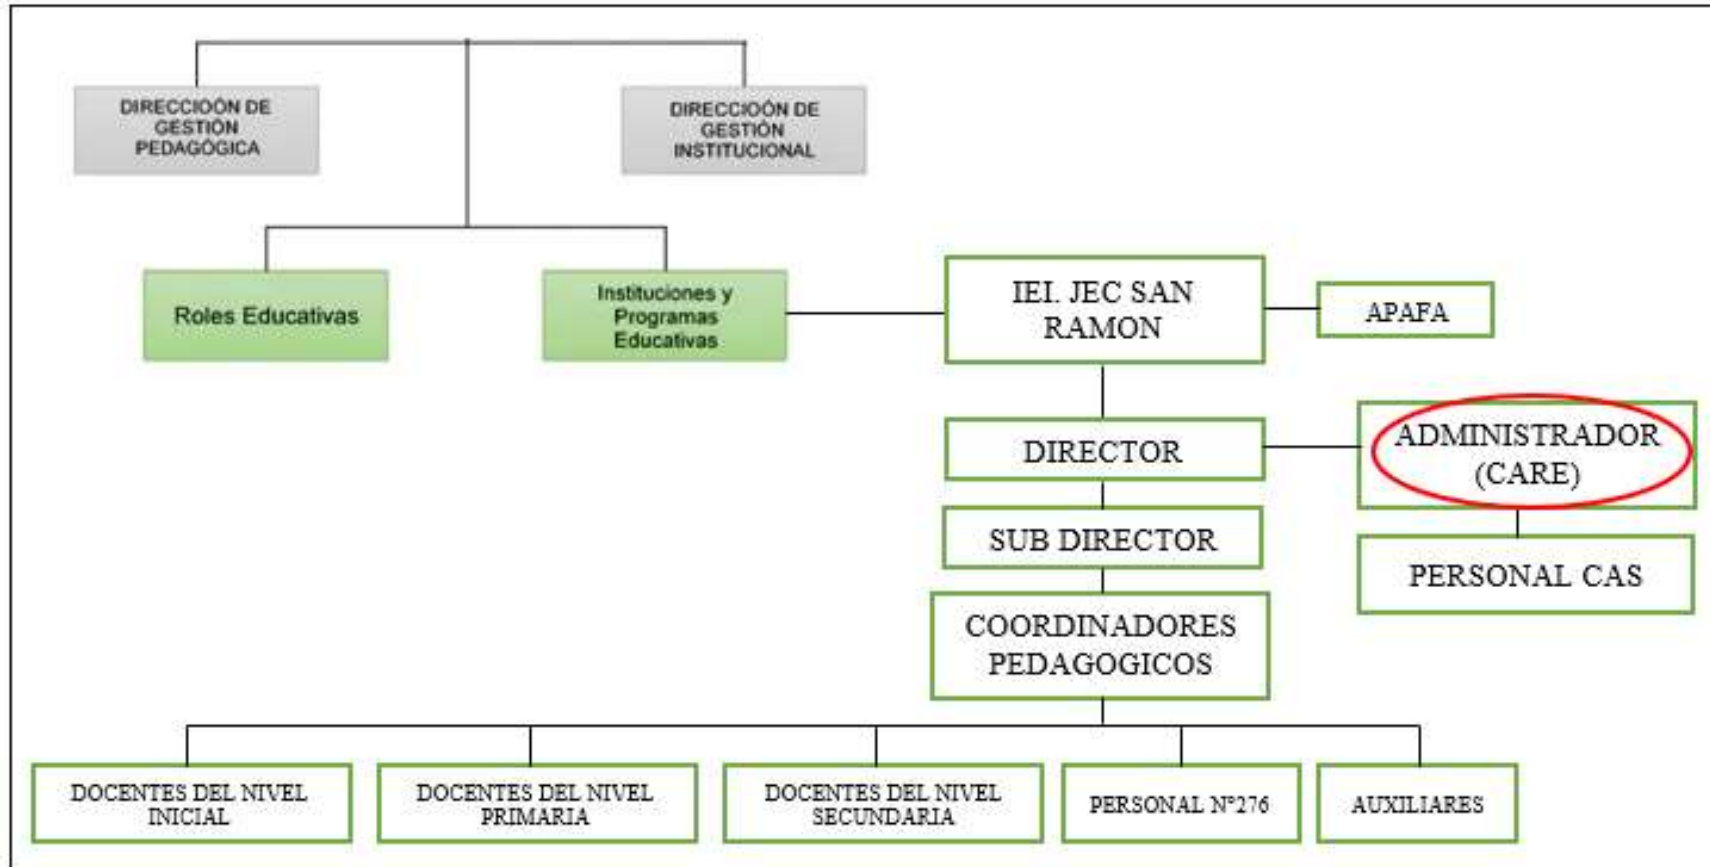 DIRECCIOÓN DE
GESTIÓN
PEDAGÓGICA
DIRECCIOÓN DE
GESTIÓN
INSTITUCIONAL
Roles Educativas
Instituciones y
Programas
Educativas
IEI. JEC SAN
RAMON
APAFA
DIRECTOR
ADMINISTRADOR
(CARE)
SUB DIRECTOR
PERSONAL CAS
COORDINADORES
PEDAGOGICOS
DOCENTES DEL NIVEL
INICIAL
DOCENTES DEL NIVEL
PRIMARIA
DOCENTES DEL NIVEL
SECUNDARIA
PERSONAL N°276
AUXILIARES